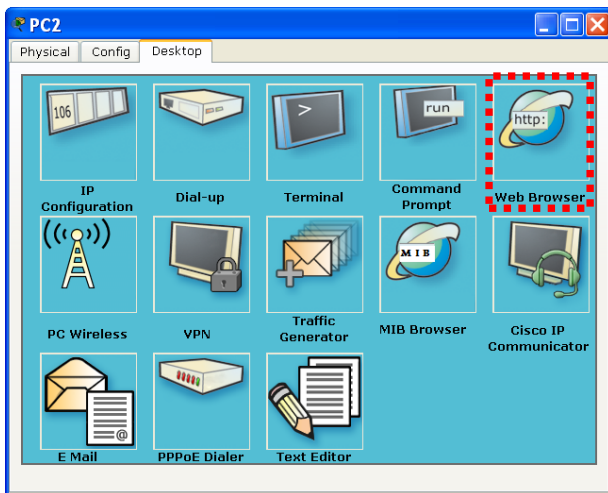 PC2
Physical Config Desktop
106
>
run
http:
IP
Configuration
Dial-up
Terminal
Command
Prompt
Web Browser
MIB
PC Wireless
VPN
Traffic
Generator
MIB Browser
Cisco IP
Communicator
@
E Mail
PPPoE Dialer
Text Editor